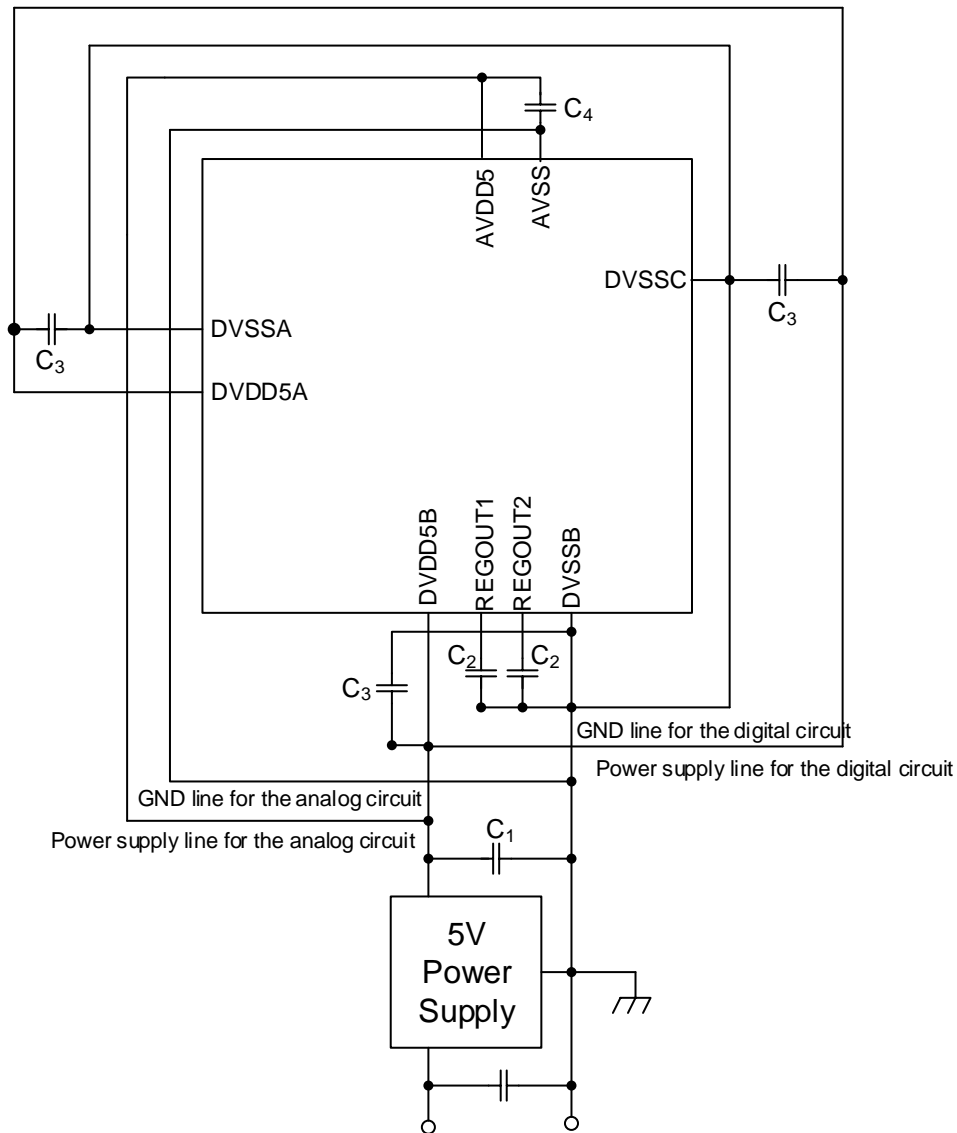 C4
AVDD5
AVSS
DVSSC
C3
DVSSA
C3
DVDD5A
DVDD5B
REGOUT1
REGOUT2
DVSSB
C2
C2
C3
GND line for the digital circuit
Power supply line for the digital circuit
GND line for the analog circuit
Power supply line for the analog circuit
C1
5V
Power
Supply